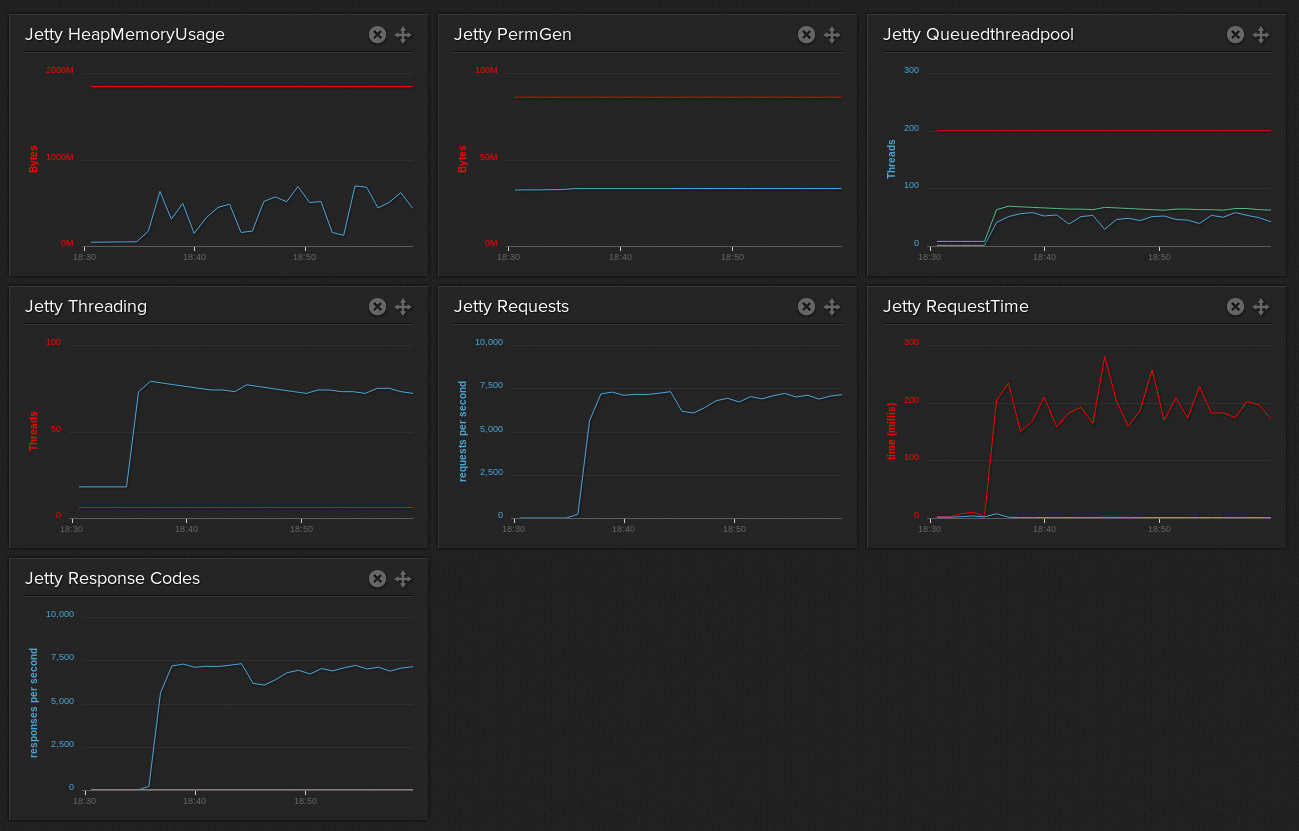 Jetty HeapMemoryUsage
2000M
1000M
0M
Bytes
18:30 18:40 18:50
Jetty PermGen
100M
50M
0M
Bytes
18:30 18:40 18:50
Jetty Queuedthreadpool
300
200
100
0
Threads
18:30 18:40 18:50
Jetty Threading
100
50
0
Threads
18:30 18:40 18:50
Jetty Requests
10,000
7,500
5,000
2,500
0
requests per second
18:30 18:40 18:50
Jetty RequestTime
300
200
100
0
time (millis)
18:30 18:40 18:50
Jetty Response Codes
10,000
7,500
5,000
2,500
0
responses per second
18:30 18:40 18:50